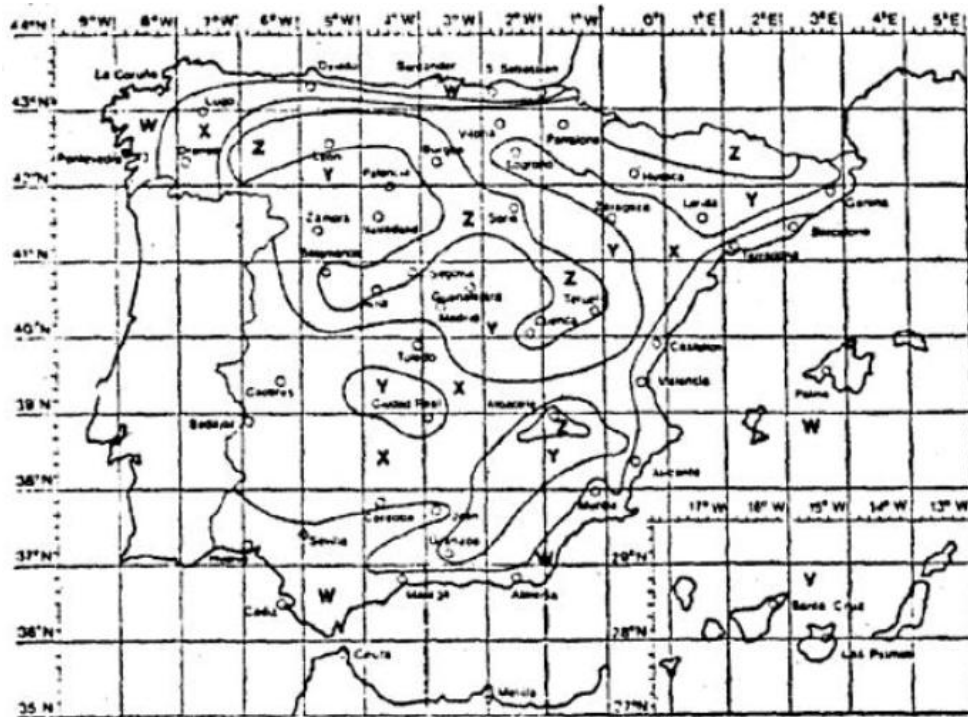 9°W 8°W 7°W 6°W 5°W 4°W 3°W 2°W 1°W 0° 1°E 2°E 3°E 4°E 5°E
44°N
Oviedo Santander S. Sebastian
La Coruña
43°N
Lugo W
W X Vitoria Pamplona
Pontevedra Orense Z Leon Burgos Logroño Z
42°N Y Palencia Huesca Y
Zamora Valladolid Z Soria Zaragoza Lerida Gerona
Y X Barcelona
41°N Salamanca Segovia Tarragona
Avila Guadalajara Z Teruel
Madrid Cuenca
40°N Y
Toledo Castellon
Caceres Y X Valencia Palma
39°N Ciudad Real Albacete W
Badajoz Z
X Y Alicante
38°N Murcia
Cordoba Jaen 17°W 16°W 15°W 14°W 13°W
Sevilla Granada
37°N W 29°N
W Malaga Almeria V
Cadiz Santa Cruz
36°N 28°N
Ceuta Las Palmas
Melilla
35°N 27°N